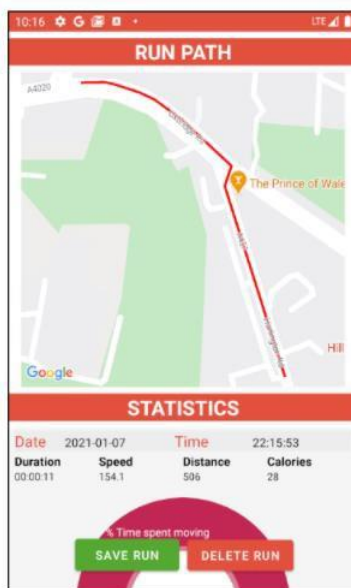 10:16 G LTE
RUN PATH
A4020
Uxbridge Rd
The Prince of Wale
Hill
Google
STATISTICS
Date 2021-01-07 Time 22:15:53
Duration Speed Distance Calories
00:00:11 154.1 506 28
% Time spent moving
SAVE RUN DELETE RUN